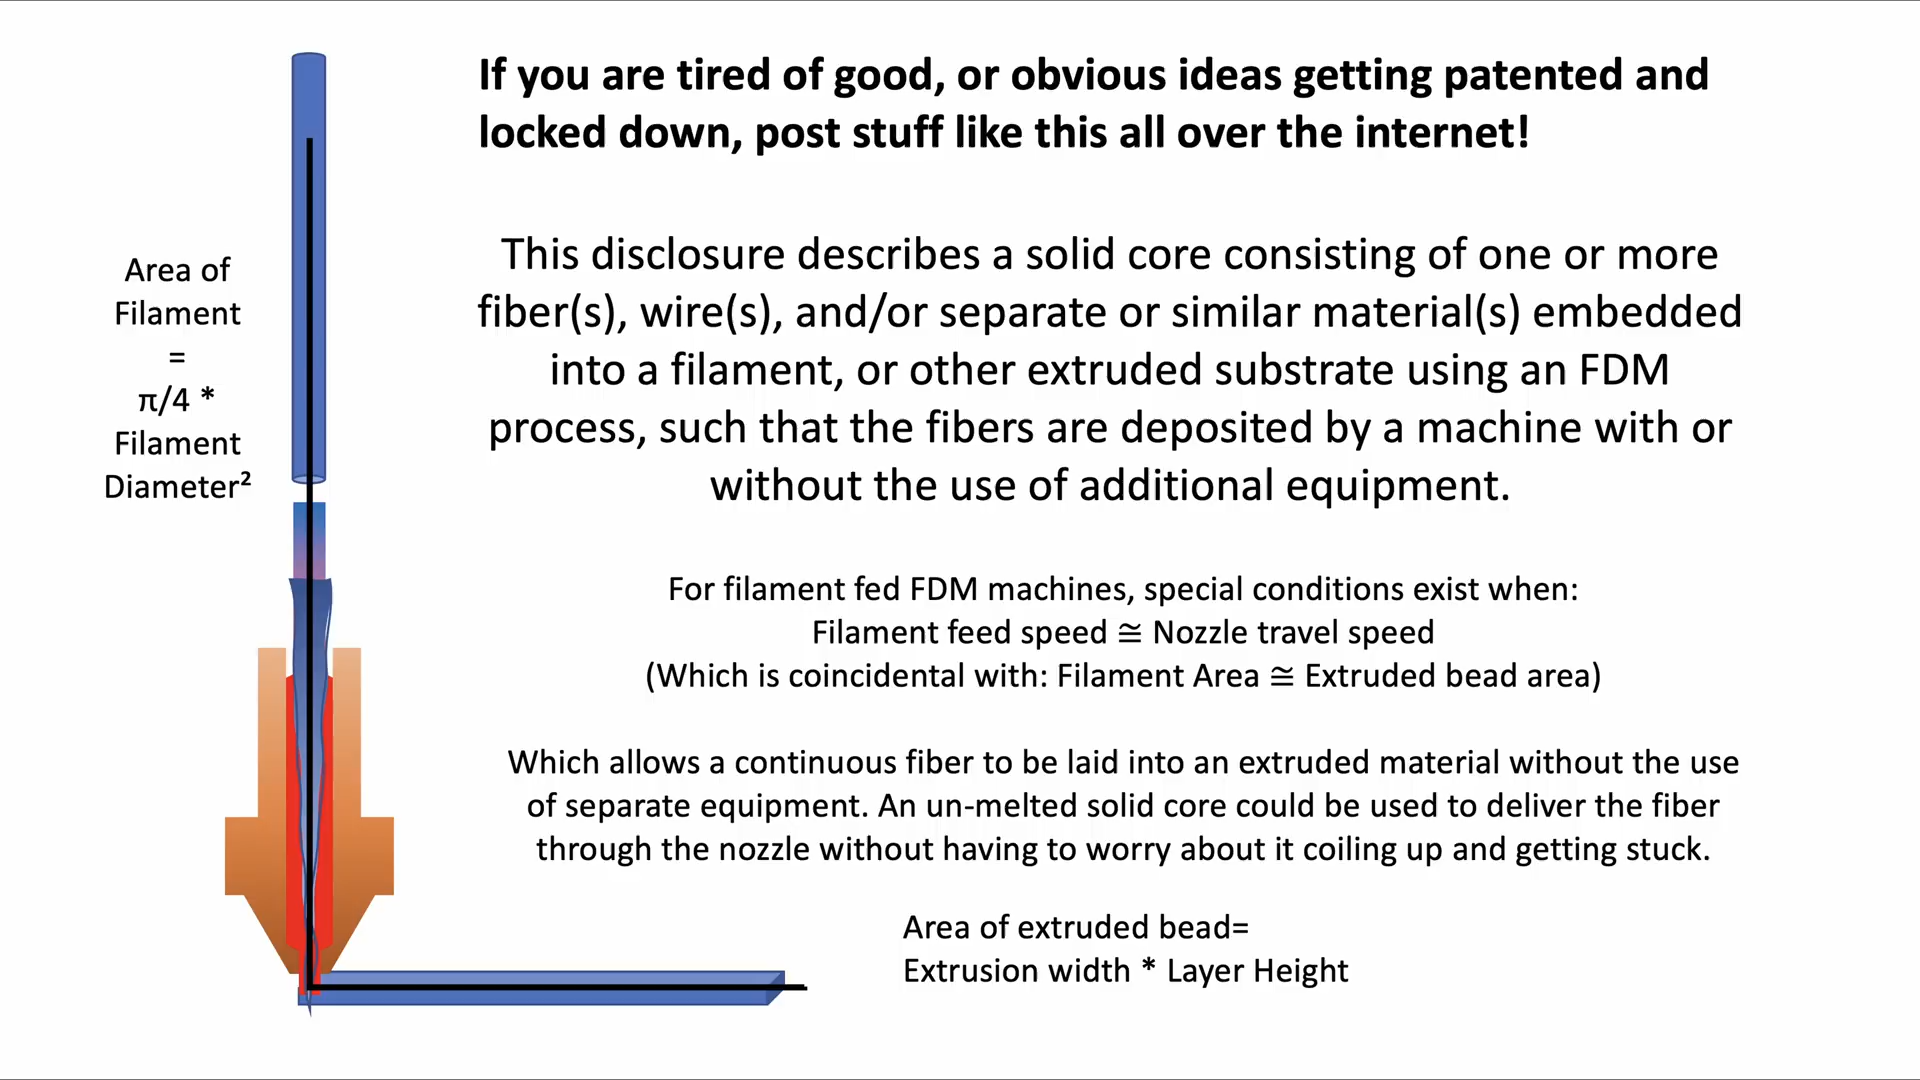 If you are tired of good, or obvious ideas getting patented and
locked down, post stuff like this all over the internet!
Area of
Filament
=
π/4 *
Filament
Diameter²
This disclosure describes a solid core consisting of one or more
fiber(s), wire(s), and/or separate or similar material(s) embedded
into a filament, or other extruded substrate using an FDM
process, such that the fibers are deposited by a machine with or
without the use of additional equipment.
For filament fed FDM machines, special conditions exist when:
Filament feed speed ≅ Nozzle travel speed
(Which is coincidental with: Filament Area ≅ Extruded bead area)
Which allows a continuous fiber to be laid into an extruded material without the use
of separate equipment. An un-melted solid core could be used to deliver the fiber
through the nozzle without having to worry about it coiling up and getting stuck.
Area of extruded bead=
Extrusion width * Layer Height